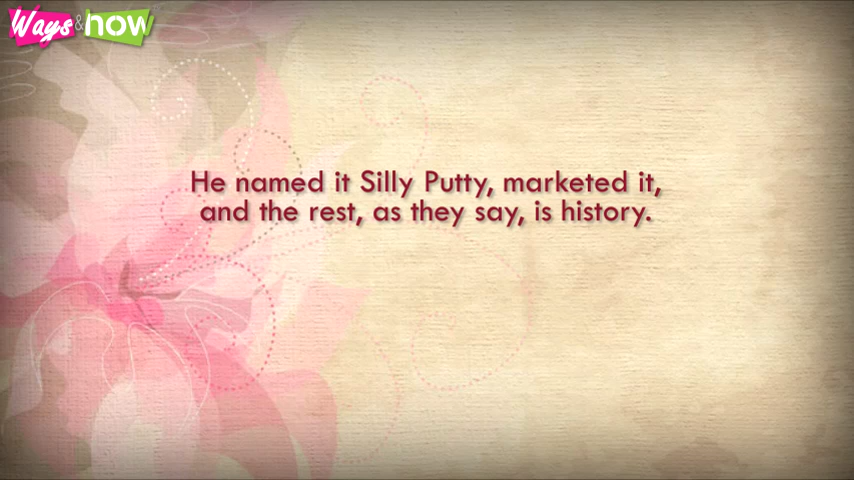 Ways & now
He named it Silly Putty, marketed it,
and the rest, as they say, is history.